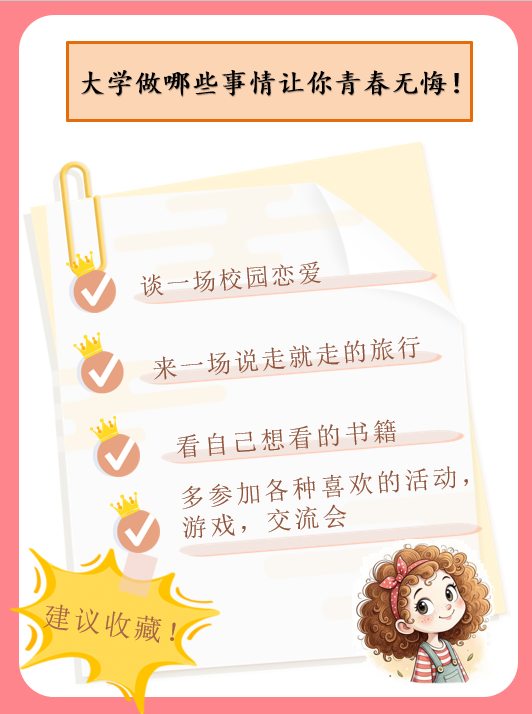 大学做哪些事情让你青春无悔！
谈一场校园恋爱
来一场说走就走的旅行
看自己想看的书籍
多参加各种喜欢的活动，
游戏，交流会
建议收藏！